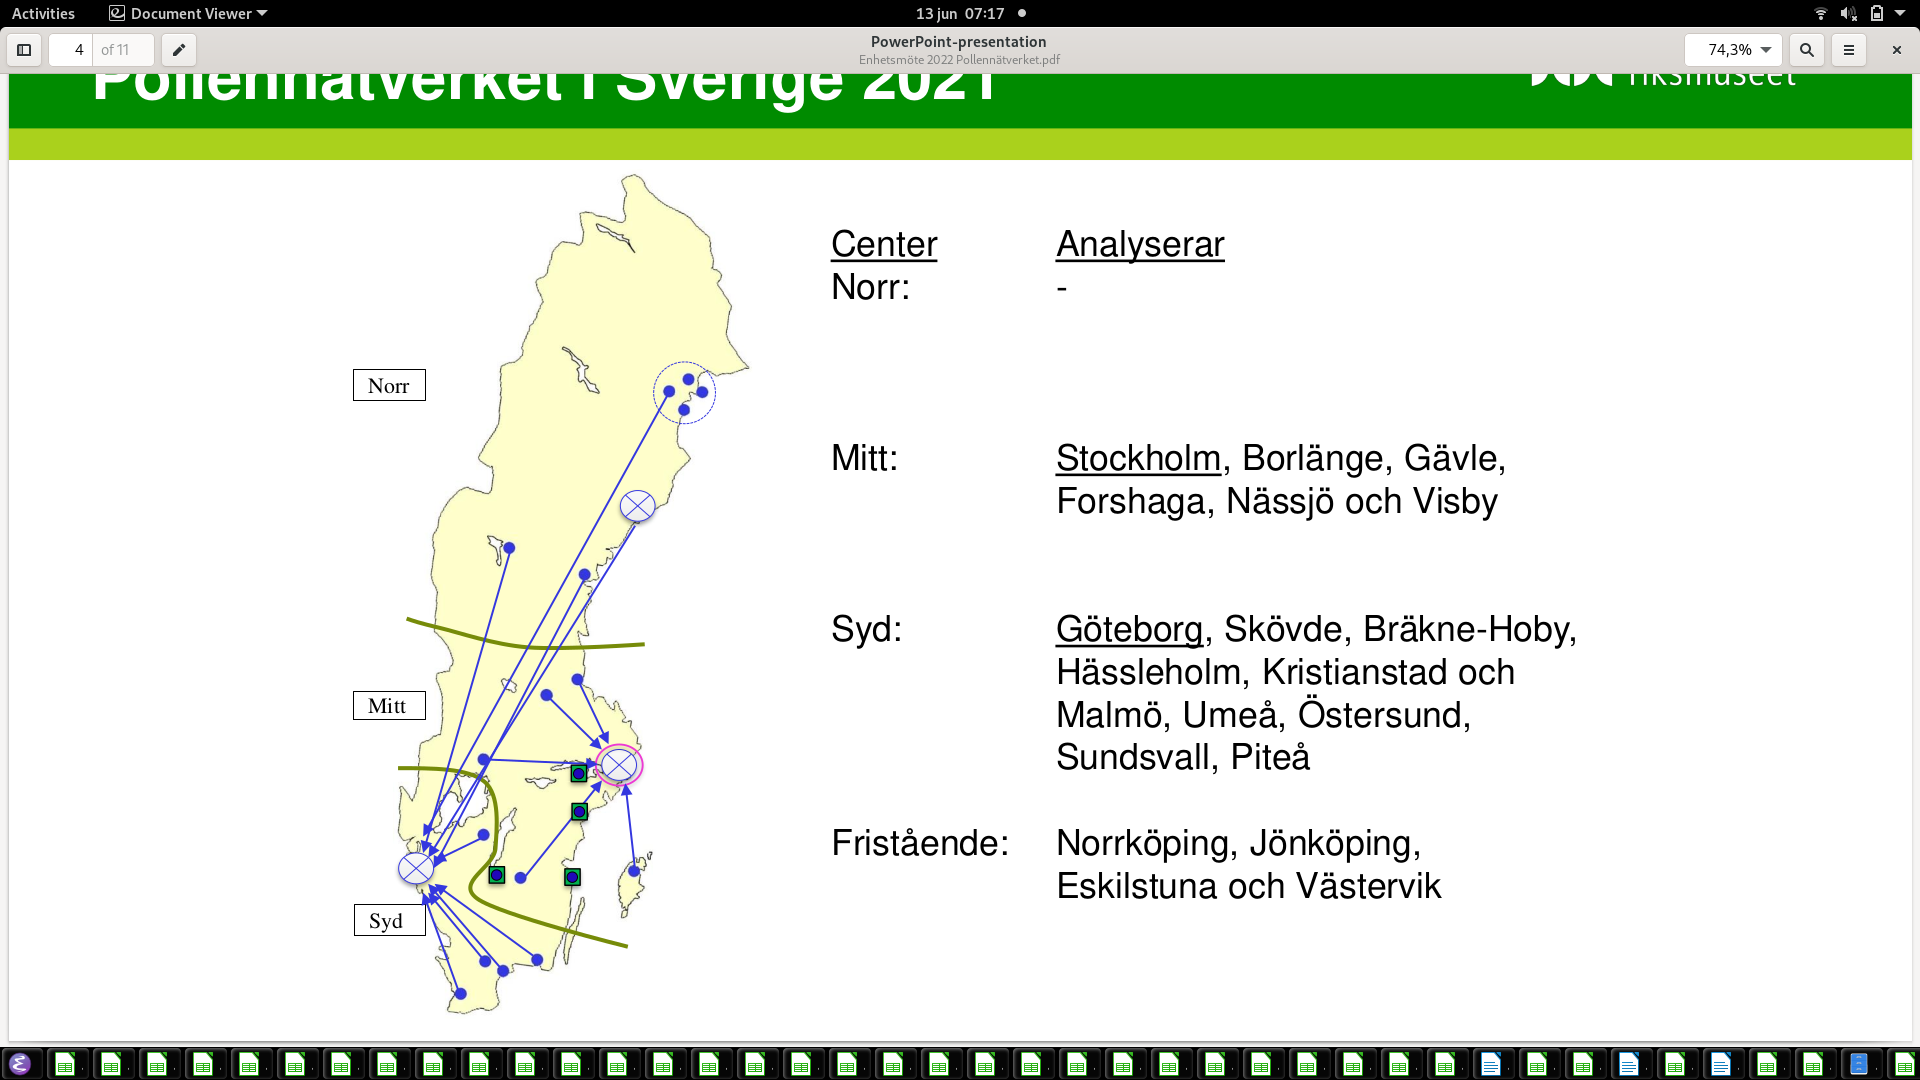 Activities
Document Viewer
13 jun 07:17
4
of 11
PowerPoint-presentation
Enhetsmöte 2022 Pollennätverket.pdf
74,3%
Pollennätverket i Sverige 2021
riksmuseet
Center Analyserar
Norr: -
Norr
Mitt: Stockholm, Borlänge, Gävle,
Forshaga, Nässjö och Visby
Syd: Göteborg, Skövde, Bräkne-Hoby,
Hässleholm, Kristianstad och
Malmö, Umeå, Östersund,
Sundsvall, Piteå
Mitt
Fristående: Norrköping, Jönköping,
Eskilstuna och Västervik
Syd